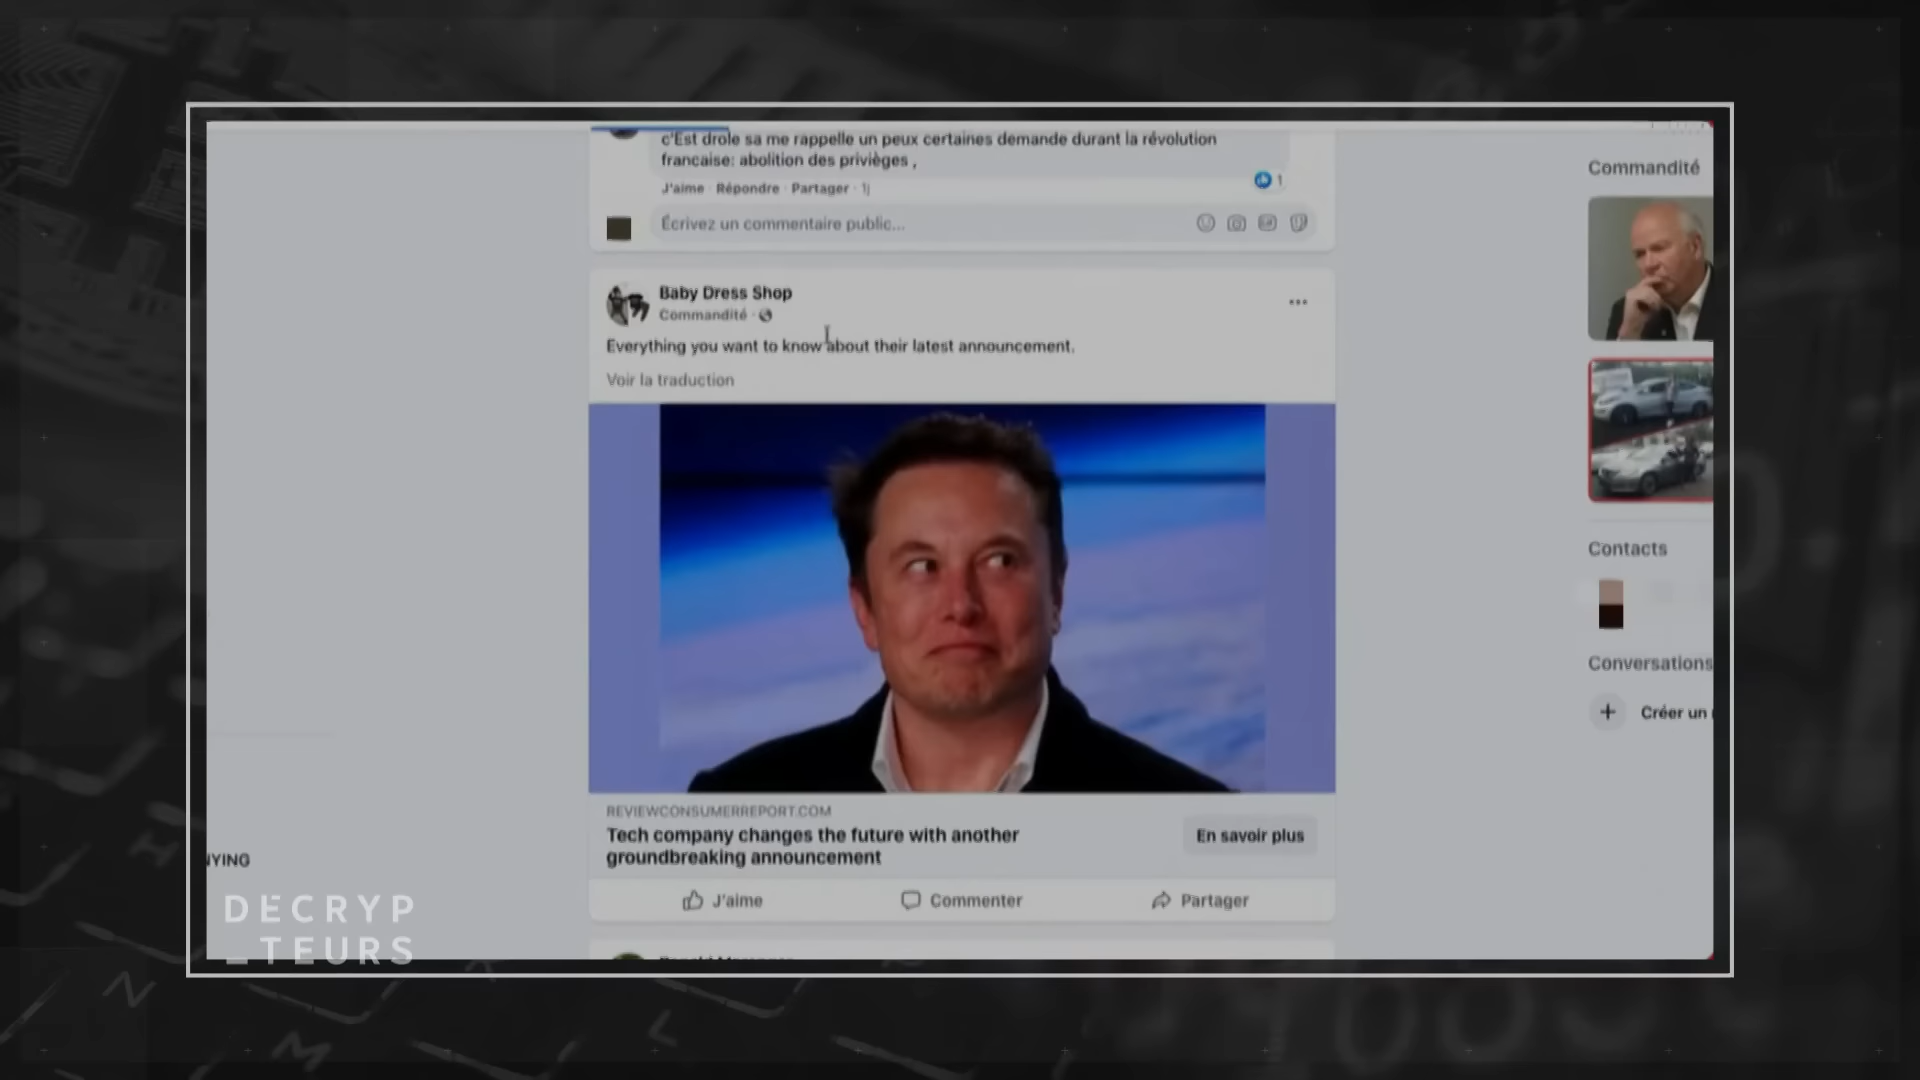 c'Est drole sa me rappelle un peux certaines demande durant la révolution
francaise: abolition des privièges ,
J'aime · Répondre · Partager · 1j
1
Écrivez un commentaire public...
Baby Dress Shop
Commandité ·
Everything you want to know about their latest announcement.
Voir la traduction
REVIEWCONSUMERREPORT.COM
Tech company changes the future with another
groundbreaking announcement
En savoir plus
J'aime
Commenter
Partager
Commandité
Contacts
Conversations
Créer un
YING
DÉCRYP
_TEURS